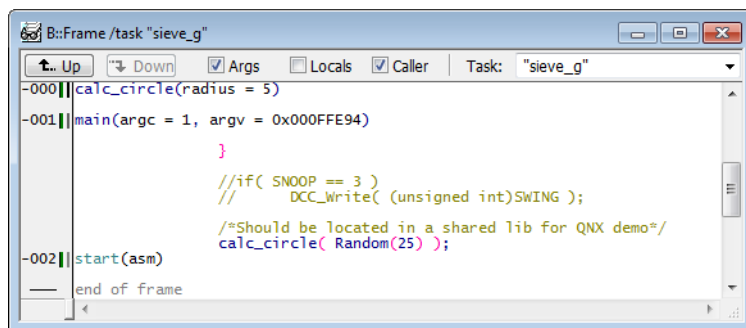 B::Frame /task "sieve_g"
Up Down Args Locals Caller Task: "sieve_g"
-000 calc_circle(radius = 5)
-001 main(argc = 1, argv = 0x000FFE94)
}
//if( SNOOP == 3 )
// DCC_Write( (unsigned int)SWING );
/*Should be located in a shared lib for QNX demo*/
calc_circle( Random(25) );
-002 start(asm)
end of frame